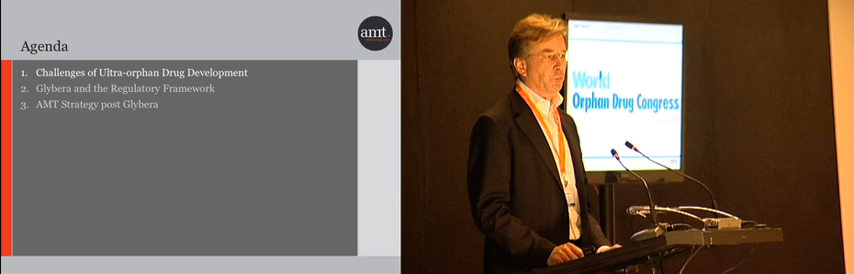 amt
Agenda
1. Challenges of Ultra-orphan Drug Development
2. Glybera and the Regulatory Framework
3. AMT Strategy post Glybera
World
Orphan Drug Congress